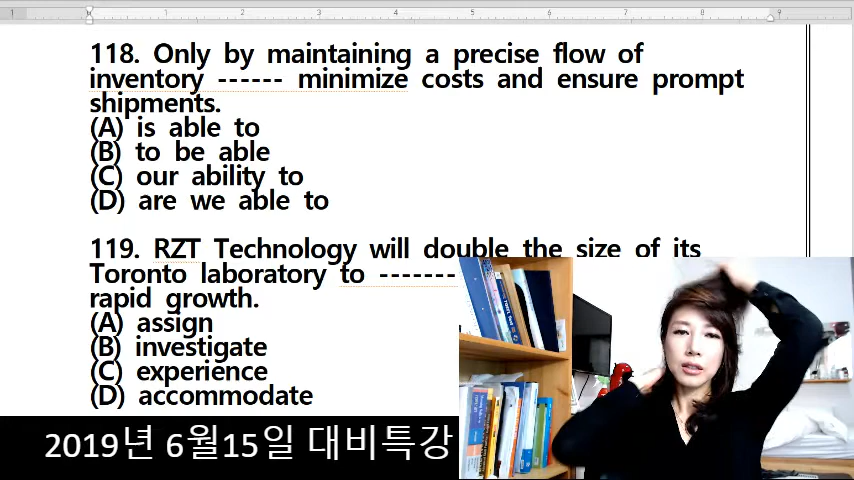 118. Only by maintaining a precise flow of
inventory ------ minimize costs and ensure prompt
shipments.
(A) is able to
(B) to be able
(C) our ability to
(D) are we able to
119. RZT Technology will double the size of its
Toronto laboratory to -------
rapid growth.
(A) assign
(B) investigate
(C) experience
(D) accommodate
2019년 6월15일 대비특강